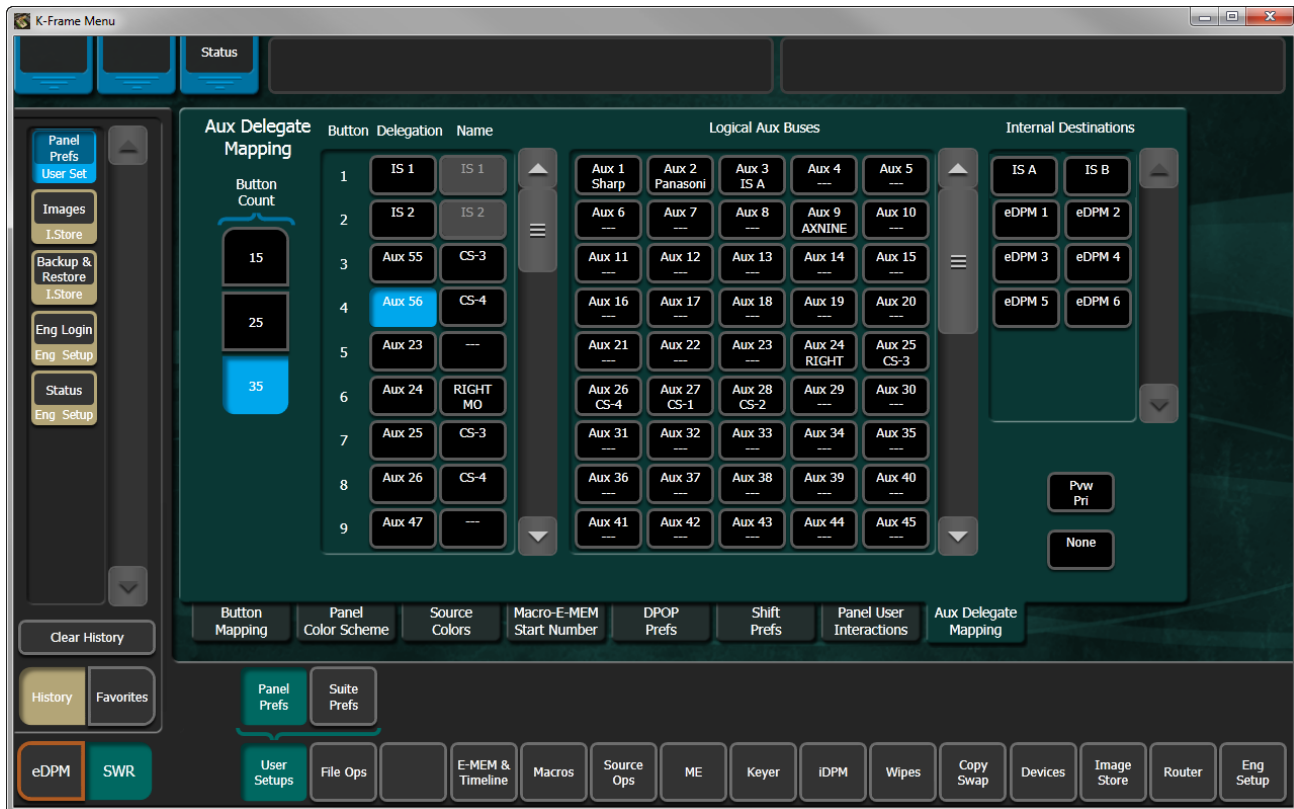 K-Frame Menu
Status
Panel
Prefs
User Set
Images
I.Store
Backup &
Restore
I.Store
Eng Login
Eng Setup
Status
Eng Setup
Clear History
History Favorites
eDPM SWR
Aux Delegate
Mapping
Button
Count
15
25
35
Button Delegation Name
1 IS 1 IS 1
2 IS 2 IS 2
3 Aux 55 CS-3
4 Aux 56 CS-4
5 Aux 23 ---
6 Aux 24 RIGHT
MO
7 Aux 25 CS-3
8 Aux 26 CS-4
9 Aux 47 ---
Logical Aux Buses
Aux 1 Aux 2 Aux 3 Aux 4 Aux 5
Sharp Panasoni IS A --- ---
Aux 6 Aux 7 Aux 8 Aux 9 Aux 10
--- --- --- AXNINE ---
Aux 11 Aux 12 Aux 13 Aux 14 Aux 15
--- --- --- --- ---
Aux 16 Aux 17 Aux 18 Aux 19 Aux 20
--- --- --- --- ---
Aux 21 Aux 22 Aux 23 Aux 24 Aux 25
--- --- --- RIGHT CS-3
Aux 26 Aux 27 Aux 28 Aux 29 Aux 30
CS-4 CS-1 CS-2 --- ---
Aux 31 Aux 32 Aux 33 Aux 34 Aux 35
--- --- --- --- ---
Aux 36 Aux 37 Aux 38 Aux 39 Aux 40
--- --- --- --- ---
Aux 41 Aux 42 Aux 43 Aux 44 Aux 45
--- --- --- --- ---
Internal Destinations
IS A IS B
eDPM 1 eDPM 2
eDPM 3 eDPM 4
eDPM 5 eDPM 6
Pvw
Pri
None
Button Panel Source Macro-E-MEM DPOP Shift Panel User Aux Delegate
Mapping Color Scheme Colors Start Number Prefs Prefs Interactions Mapping
Panel Suite
Prefs Prefs
User E-MEM & Source Copy Image Eng
Setups File Ops Timeline Macros Ops ME Keyer iDPM Wipes Swap Devices Store Router Setup